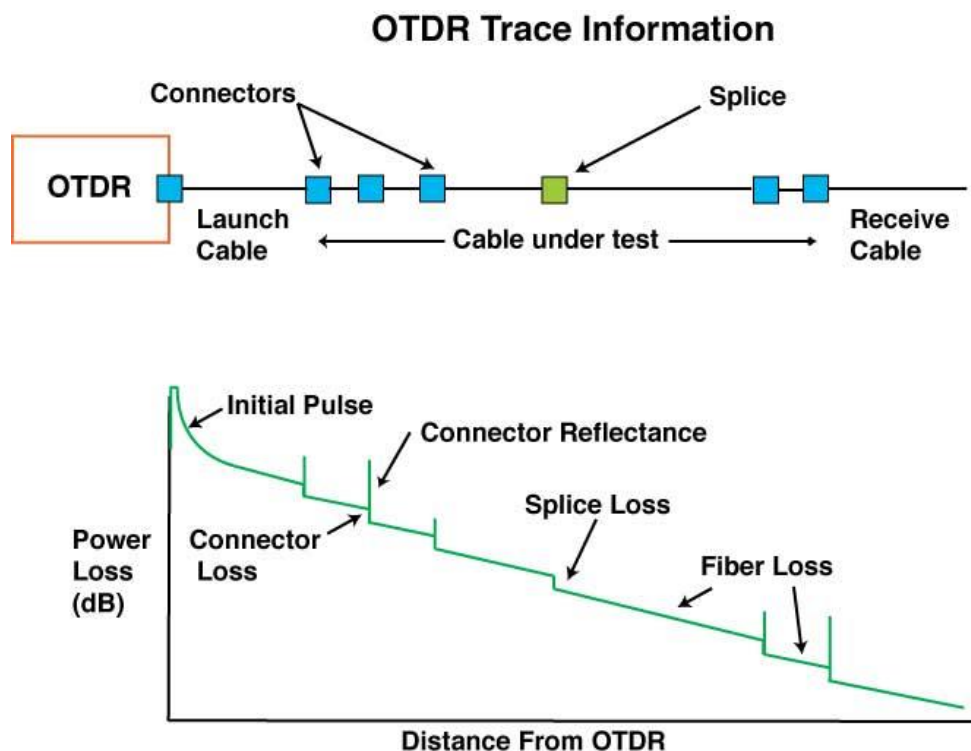 OTDR Trace Information
Connectors
Splice
OTDR
Launch
Cable
Cable under test
Receive
Cable
Initial Pulse
Connector Reflectance
Splice Loss
Power
Loss
(dB)
Connector
Loss
Fiber Loss
Distance From OTDR